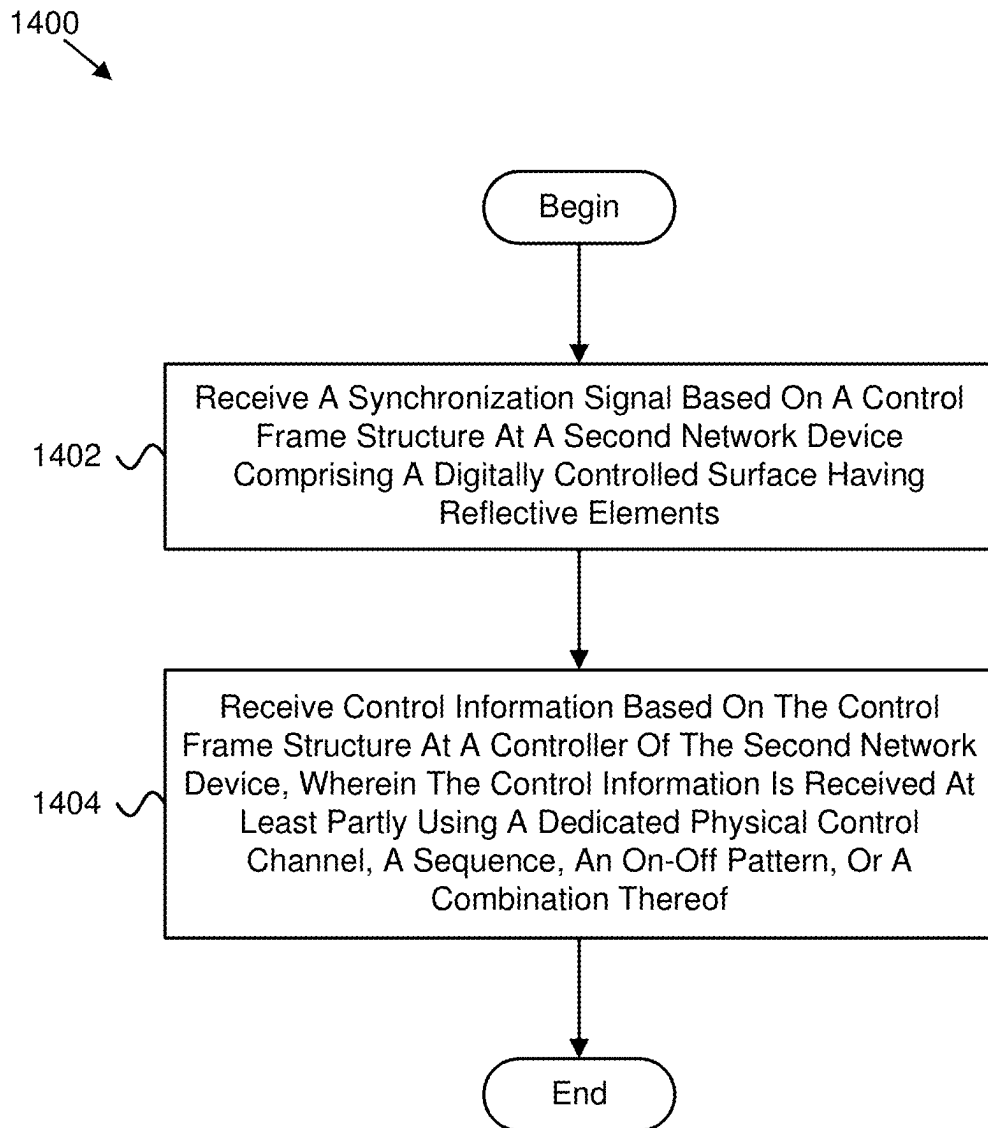 1400
Begin
Receive A Synchronization Signal Based On A Control
Frame Structure At A Second Network Device
Comprising A Digitally Controlled Surface Having
Reflective Elements
1402
Receive Control Information Based On The Control
Frame Structure At A Controller Of The Second Network
Device, Wherein The Control Information Is Received At
Least Partly Using A Dedicated Physical Control
Channel, A Sequence, An On-Off Pattern, Or A
Combination Thereof
1404
End